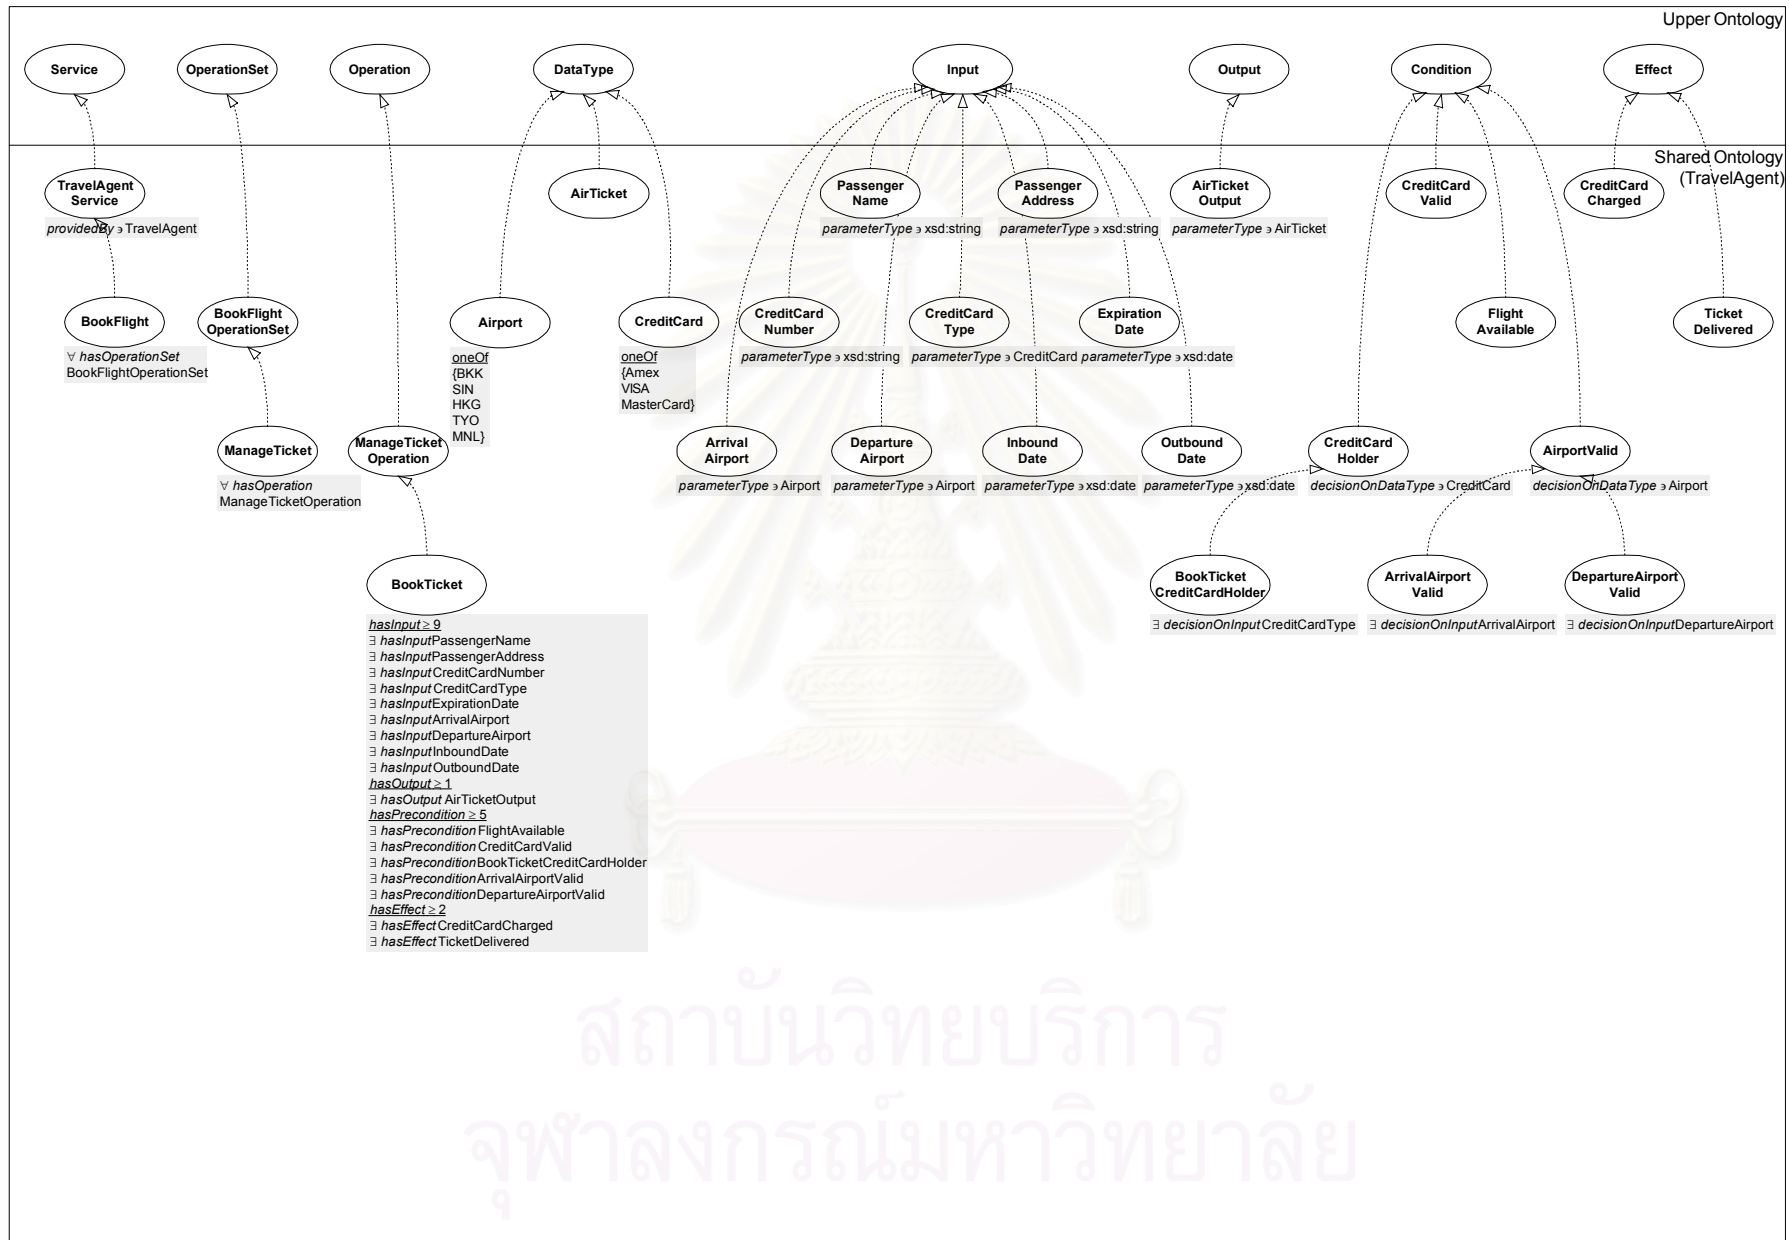 Upper Ontology
Service
OperationSet
Operation
DataType
Input
Output
Condition
Effect
Shared Ontology
(TravelAgent)
TravelAgent
Service
providedBy ∍ TravelAgent
AirTicket
Passenger
Name
parameterType ∍ xsd:string
Passenger
Address
parameterType ∍ xsd:string
AirTicket
Output
parameterType ∍ AirTicket
CreditCard
Valid
CreditCard
Charged
BookFlight
∀ hasOperationSet
BookFlightOperationSet
BookFlight
OperationSet
Airport
oneOf
{BKK
SIN
HKG
TYO
MNL}
CreditCard
oneOf
{Amex
VISA
MasterCard}
CreditCard
Number
parameterType ∍ xsd:string
CreditCard
Type
parameterType ∍ CreditCard
Expiration
Date
parameterType ∍ xsd:date
Flight
Available
Ticket
Delivered
ManageTicket
∀ hasOperation
ManageTicketOperation
ManageTicket
Operation
Arrival
Airport
parameterType ∍ Airport
Departure
Airport
parameterType ∍ Airport
Inbound
Date
parameterType ∍ xsd:date
Outbound
Date
parameterType ∍ xsd:date
CreditCard
Holder
decisionOnDataType ∍ CreditCard
AirportValid
decisionOnDataType ∍ Airport
BookTicket
hasInput ≥ 9
∃ hasInput PassengerName
∃ hasInput PassengerAddress
∃ hasInput CreditCardNumber
∃ hasInput CreditCardType
∃ hasInput ExpirationDate
∃ hasInput ArrivalAirport
∃ hasInput DepartureAirport
∃ hasInput InboundDate
∃ hasInput OutboundDate
hasOutput ≥ 1
∃ hasOutput AirTicketOutput
hasPrecondition ≥ 5
∃ hasPrecondition FlightAvailable
∃ hasPrecondition CreditCardValid
∃ hasPrecondition BookTicketCreditCardHolder
∃ hasPrecondition ArrivalAirportValid
∃ hasPrecondition DepartureAirportValid
hasEffect ≥ 2
∃ hasEffect CreditCardCharged
∃ hasEffect TicketDelivered
BookTicket
CreditCardHolder
∃ decisionOnInput CreditCardType
ArrivalAirport
Valid
∃ decisionOnInput ArrivalAirport
DepartureAirport
Valid
∃ decisionOnInput DepartureAirport
สถาบันวิทยบริการ
จุฬาลงกรณ์มหาวิทยาลัย